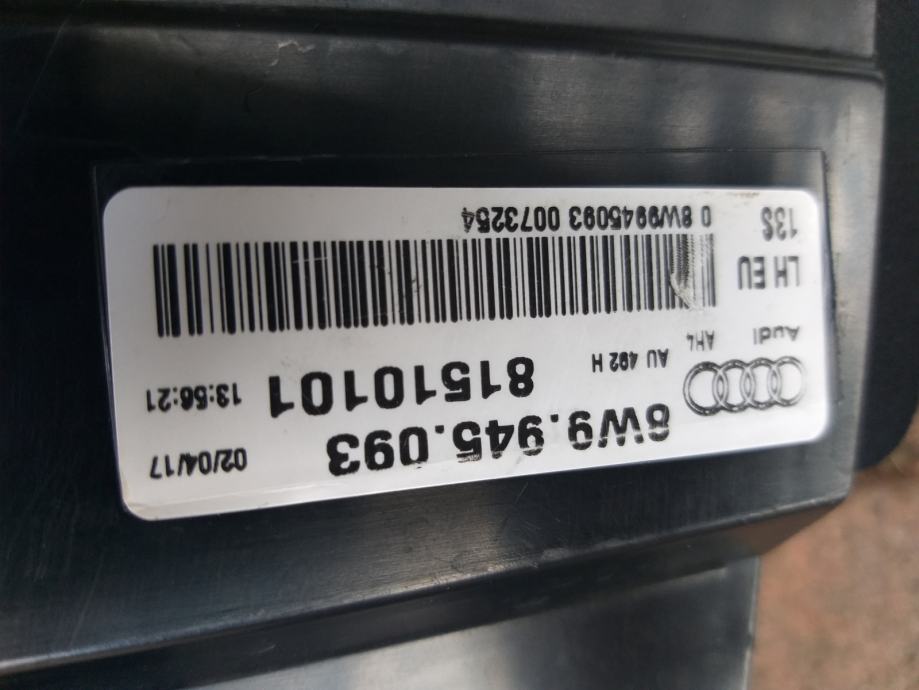 8W9.945.093
02/04/17
AU 492 H
81510101
13:56:21
Audi
AH4
LH EU
13S
0 8W9945093 0073254